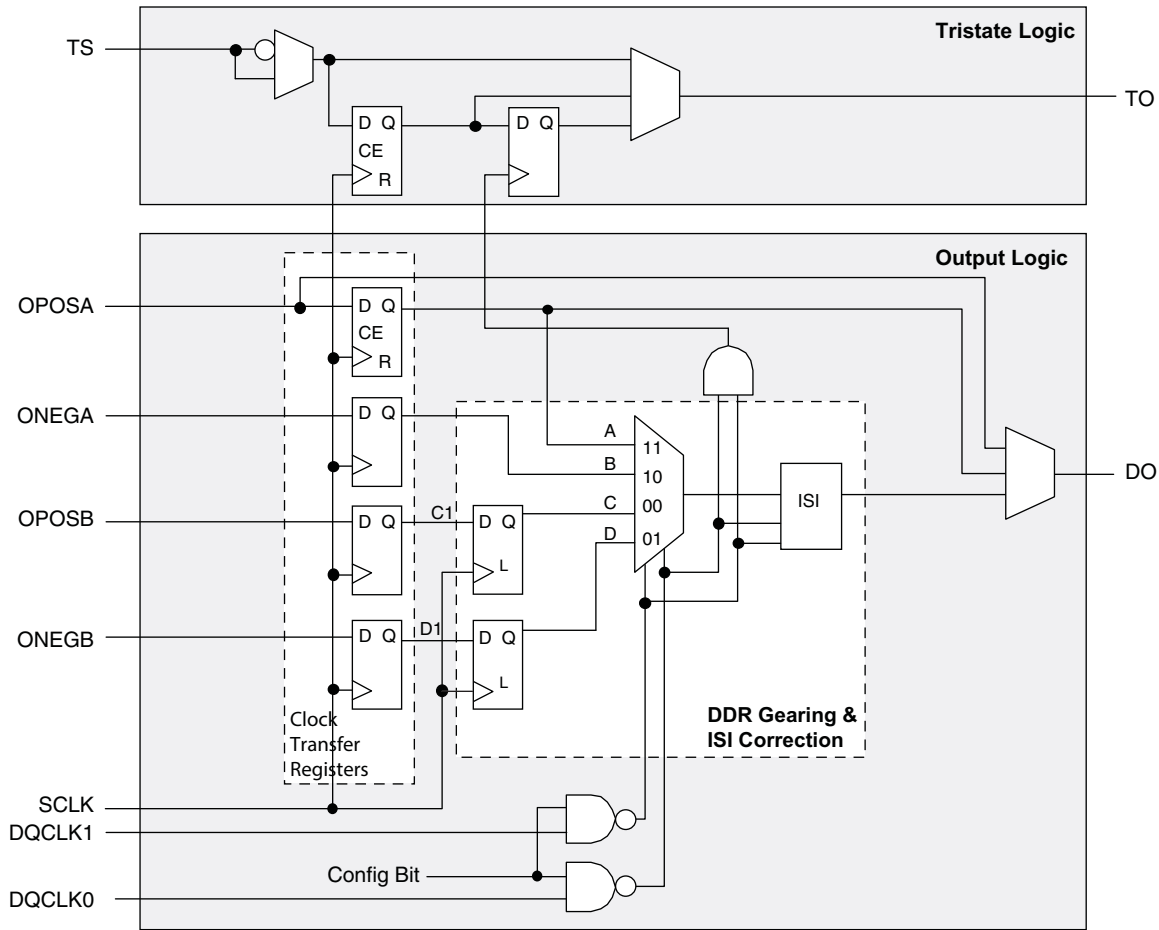 Tristate Logic
TS
TO
D Q
CE
R
D Q
Output Logic
OPOSA
D Q
CE
R
ONEGA
D Q
A
11
B
10
C
00
D
01
ISI
DO
OPOSB
D Q
C1
D Q
L
ONEGB
D Q
D1
D Q
L
Clock
Transfer
Registers
DDR Gearing &
ISI Correction
SCLK
DQCLK1
Config Bit
DQCLK0